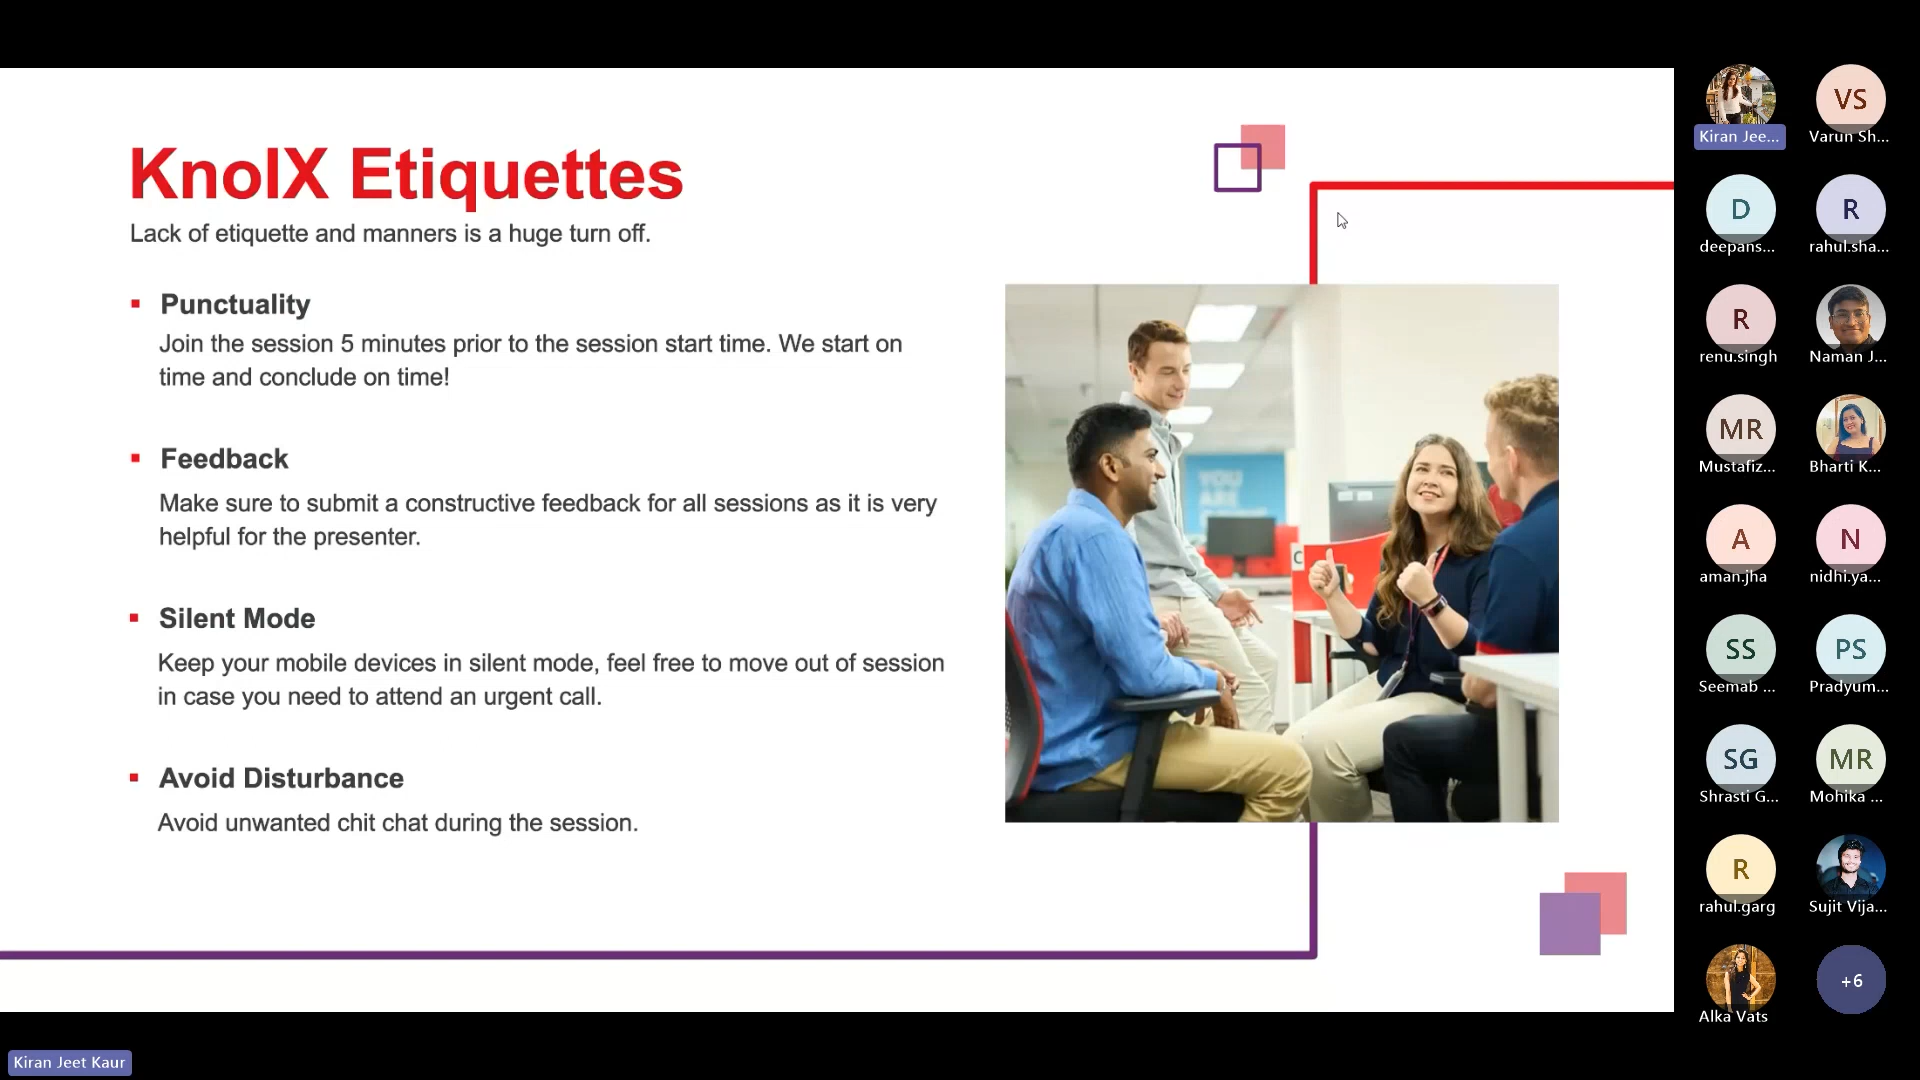 KnolX Etiquettes
Lack of etiquette and manners is a huge turn off.
Punctuality
Join the session 5 minutes prior to the session start time. We start on
time and conclude on time!
Feedback
Make sure to submit a constructive feedback for all sessions as it is very
helpful for the presenter.
Silent Mode
Keep your mobile devices in silent mode, feel free to move out of session
in case you need to attend an urgent call.
Avoid Disturbance
Avoid unwanted chit chat during the session.
YOU
ARE
C
Kiran Jee...
VS
Varun Sh...
D
deepans...
R
rahul.sha...
R
renu.singh
Naman J...
MR
Mustafiz...
Bharti K...
A
aman.jha
N
nidhi.ya...
SS
Seemab ...
PS
Pradyum...
SG
Shrasti G...
MR
Mohika ...
R
rahul.garg
Sujit Vija...
Alka Vats
+6
Kiran Jeet Kaur